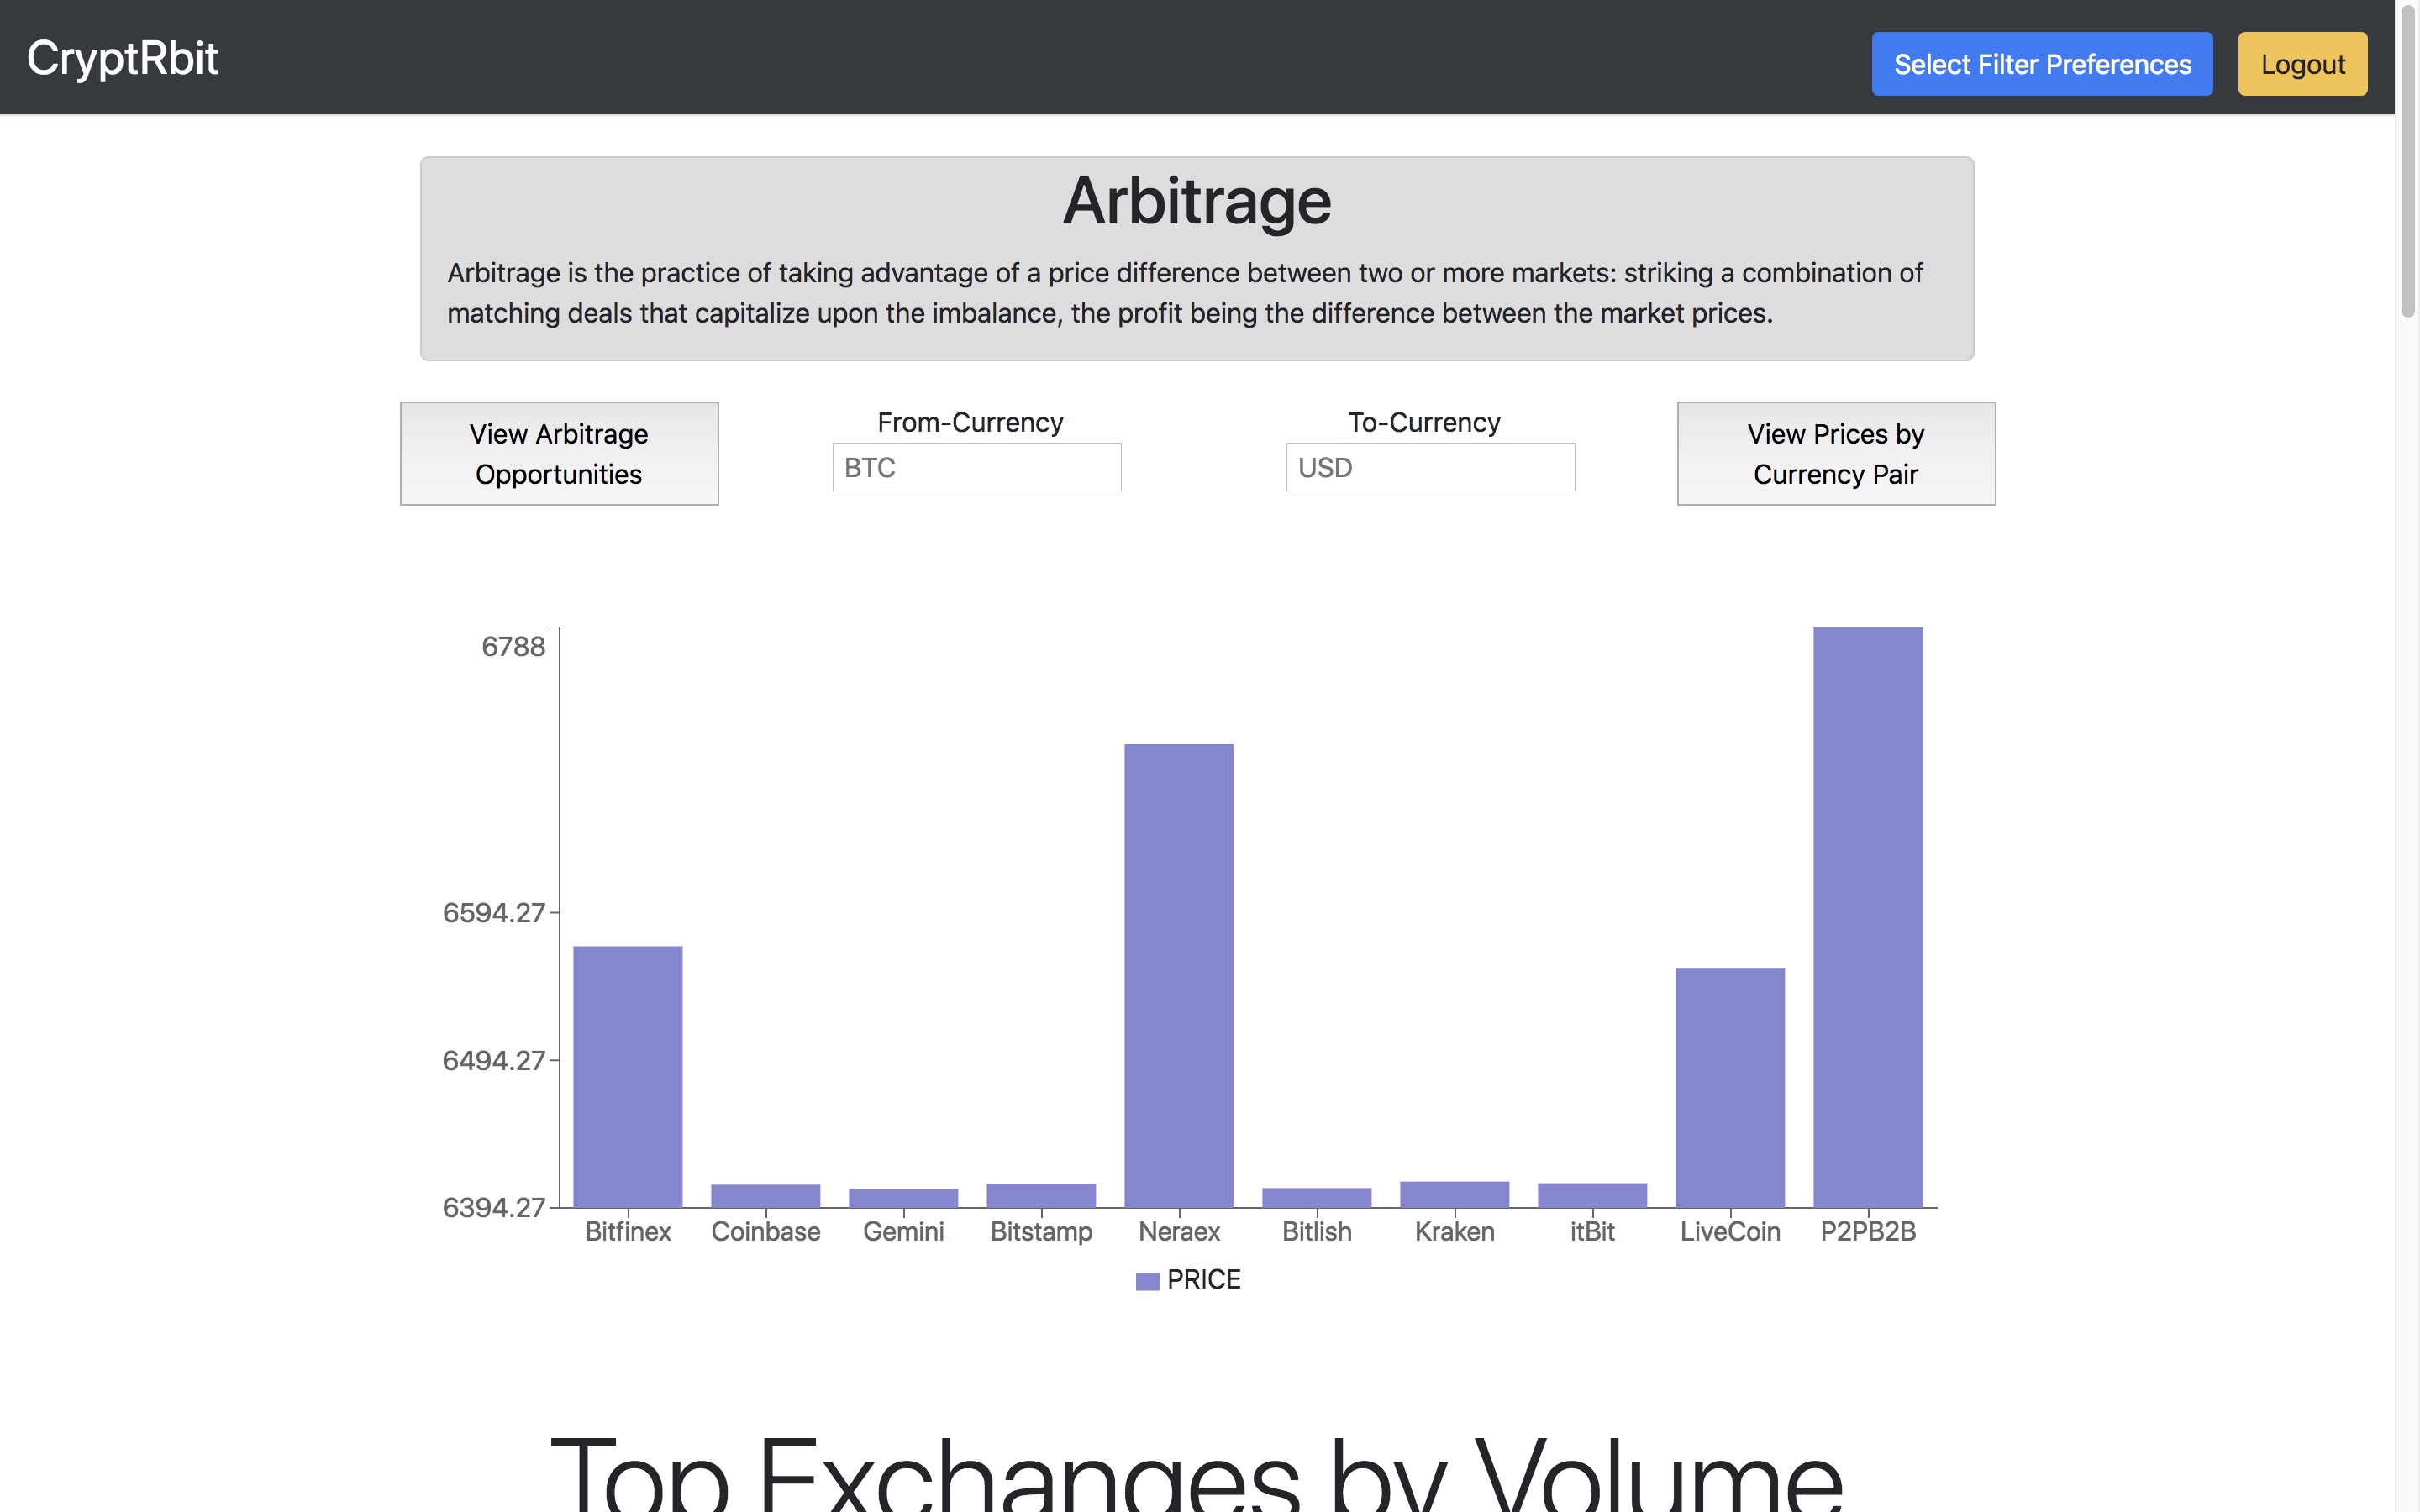 CryptRbit
Select Filter Preferences
Logout
Arbitrage
Arbitrage is the practice of taking advantage of a price difference between two or more markets: striking a combination of
matching deals that capitalize upon the imbalance, the profit being the difference between the market prices.
View Arbitrage
Opportunities
From-Currency
BTC
To-Currency
USD
View Prices by
Currency Pair
6788
6594.27
6494.27
6394.27
Bitfinex
Coinbase
Gemini
Bitstamp
Neraex
Bitlish
Kraken
itBit
LiveCoin
P2PB2B
PRICE
Top Exchanges by Volume